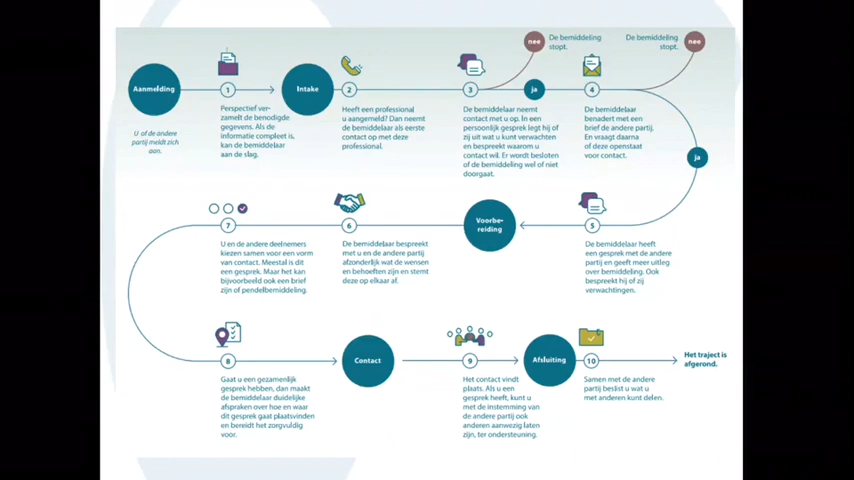 Aanmelding
U of de andere
partij meldt zich
aan.
1
Perspectief ver-
zamelt de benodigde
gegevens. Als de
informatie compleet is,
kan de bemiddelaar
aan de slag.
Intake
2
Heeft een professional
u aangemeld? Dan neemt
de bemiddelaar als eerste
contact op met deze
professional.
3
De bemiddelaar neemt
contact met u op. In een
persoonlijk gesprek legt hij of
zij uit wat u kunt verwachten
en bespreekt waarom u
contact wil. Er wordt besloten
of de bemiddeling wel of niet
doorgaat.
nee
De bemiddeling
stopt.
ja
4
De bemiddelaar
benadert met een
brief de andere partij.
En vraagt daarna
of deze openstaat
voor contact.
De bemiddeling
stopt.
nee
ja
5
De bemiddelaar heeft
een gesprek met de andere
partij en geeft meer uitleg
over bemiddeling. Ook
bespreekt hij of zij
verwachtingen.
Voorbe-
reiding
6
De bemiddelaar bespreekt
met u en de andere partij
afzonderlijk wat de wensen
en behoeften zijn en stemt
deze op elkaar af.
7
U en de andere deelnemers
kiezen samen voor een vorm
van contact. Meestal is dit
een gesprek. Maar het kan
bijvoorbeeld ook een brief
zijn of pendelbemiddeling.
8
Gaat u een gezamenlijk
gesprek hebben, dan maakt
de bemiddelaar duidelijke
afspraken over hoe en waar
dit gesprek gaat plaatsvinden
en bereidt het zorgvuldig
voor.
Contact
9
Het contact vindt
plaats. Als u een
gesprek heeft, kunt u
met de instemming van
de andere partij ook
anderen aanwezig laten
zijn, ter ondersteuning.
Afsluiting
10
Samen met de andere
partij beslist u wat u
met anderen kunt delen.
Het traject is
afgerond.